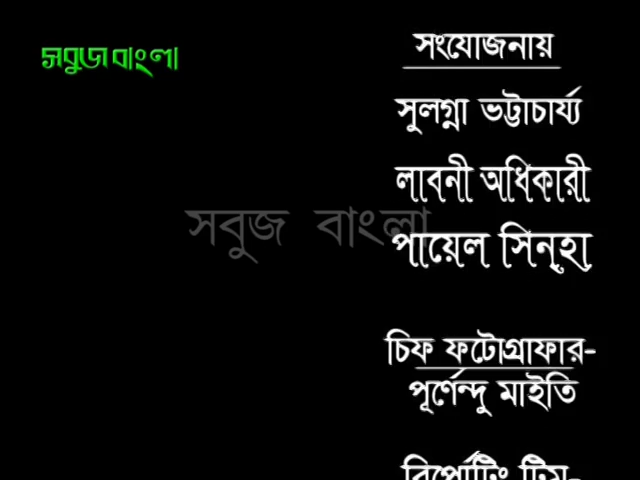 সবুজ বাংলা
সংযোজনায়
সুলগ্না ভট্টাচার্য্য
লাবনী অধিকারী
সবুজ বাংলা
পায়েল সিন্‌হা
চিফ ফটোগ্রাফার-
পূর্ণেন্দু মাইতি
রিপোর্টিং টিম-